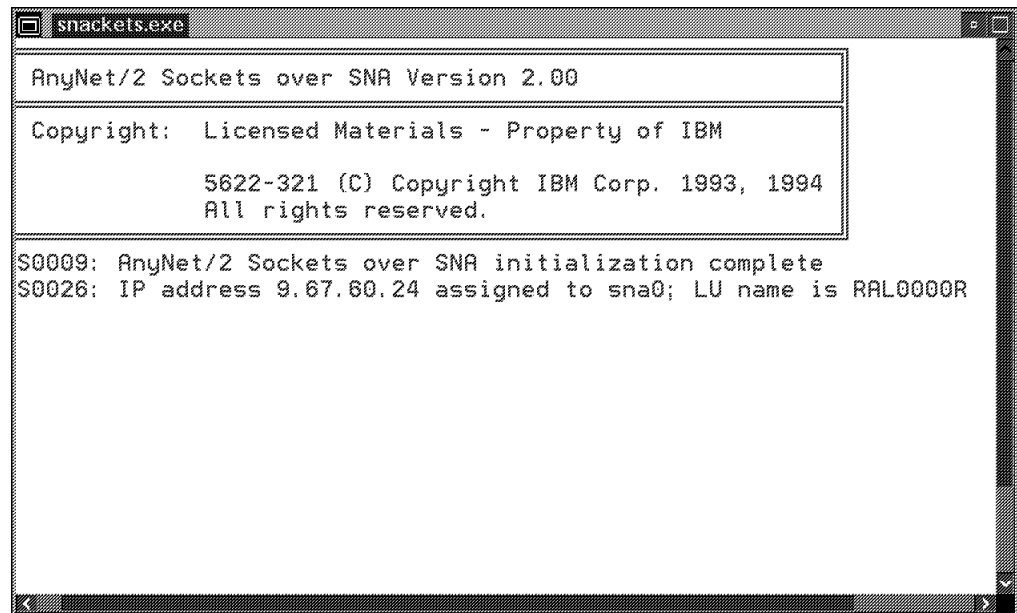 snackets.exe
AnyNet/2 Sockets over SNA Version 2.00
Copyright: Licensed Materials - Property of IBM
5622-321 (C) Copyright IBM Corp. 1993, 1994
All rights reserved.
S0009: AnyNet/2 Sockets over SNA initialization complete
S0026: IP address 9.67.60.24 assigned to sna0; LU name is RAL0000R